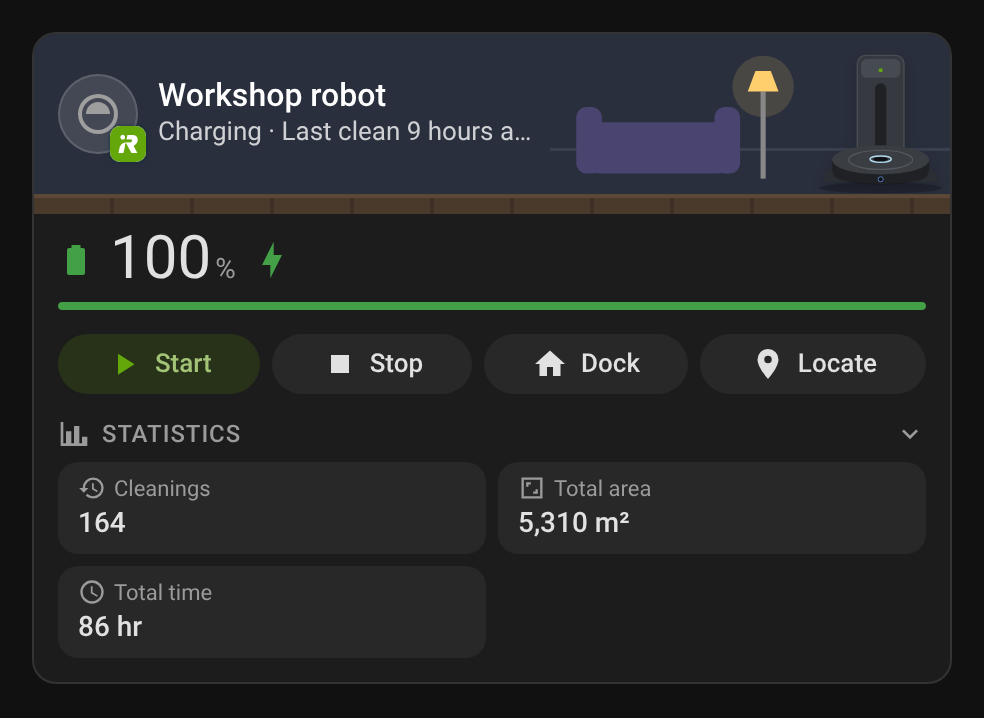 Workshop robot
Charging · Last clean 9 hours a…
iR
100 %
Start
Stop
Dock
Locate
STATISTICS
Cleanings
164
Total area
5,310 m²
Total time
86 hr